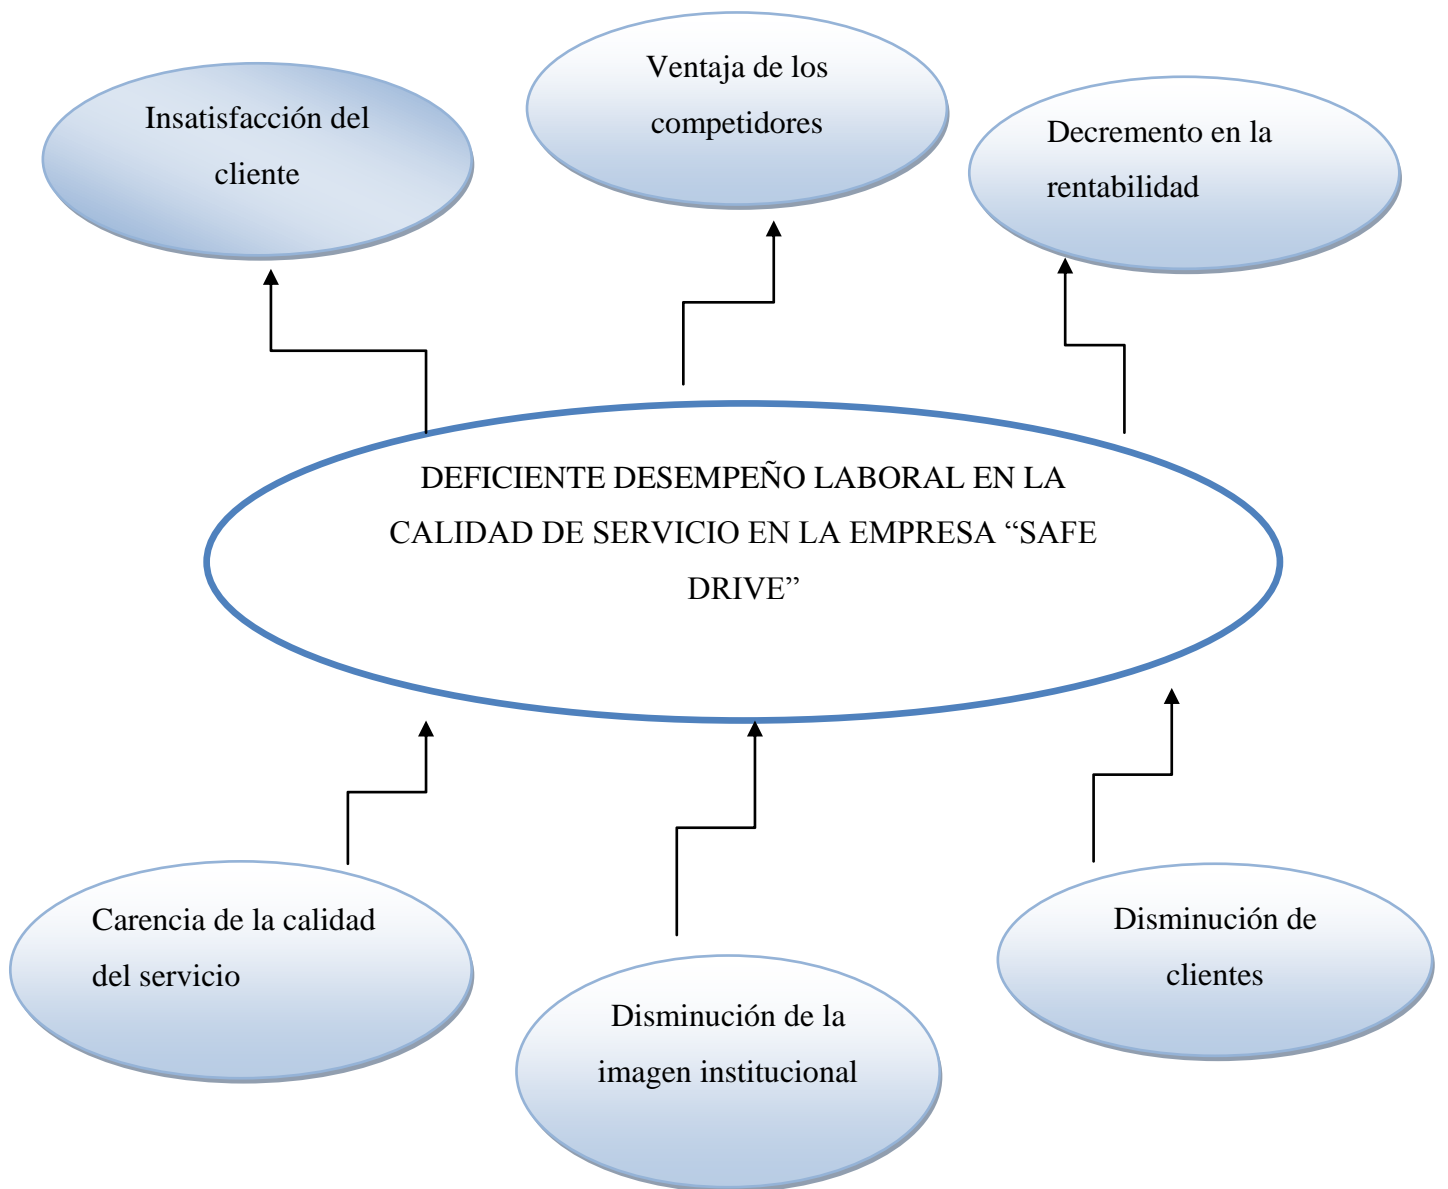 Insatisfacción del
cliente
Ventaja de los
competidores
Decremento en la
rentabilidad
DEFICIENTE DESEMPEÑO LABORAL EN LA
CALIDAD DE SERVICIO EN LA EMPRESA “SAFE
DRIVE”
Carencia de la calidad
del servicio
Disminución de la
imagen institucional
Disminución de
clientes